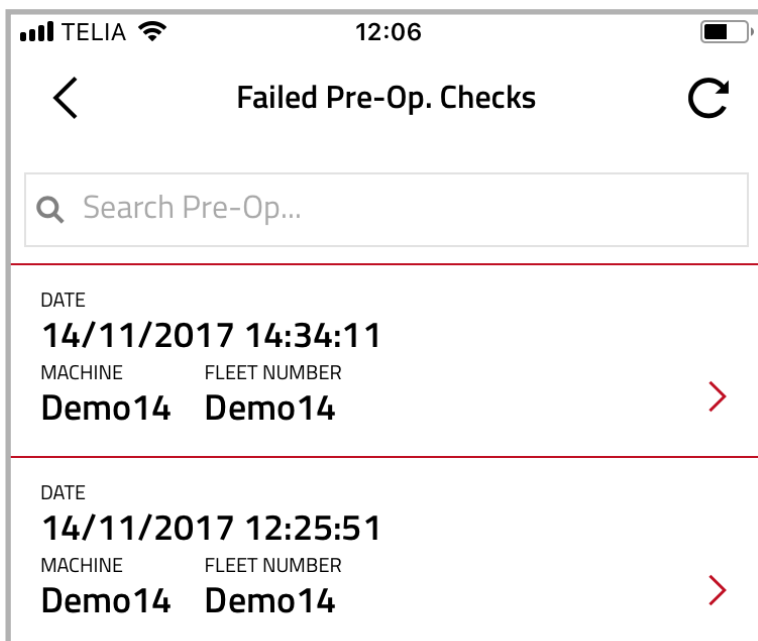 TELIA 12:06
Failed Pre-Op. Checks
Search Pre-Op...
DATE
14/11/2017 14:34:11
MACHINE FLEET NUMBER
Demo14 Demo14
DATE
14/11/2017 12:25:51
MACHINE FLEET NUMBER
Demo14 Demo14